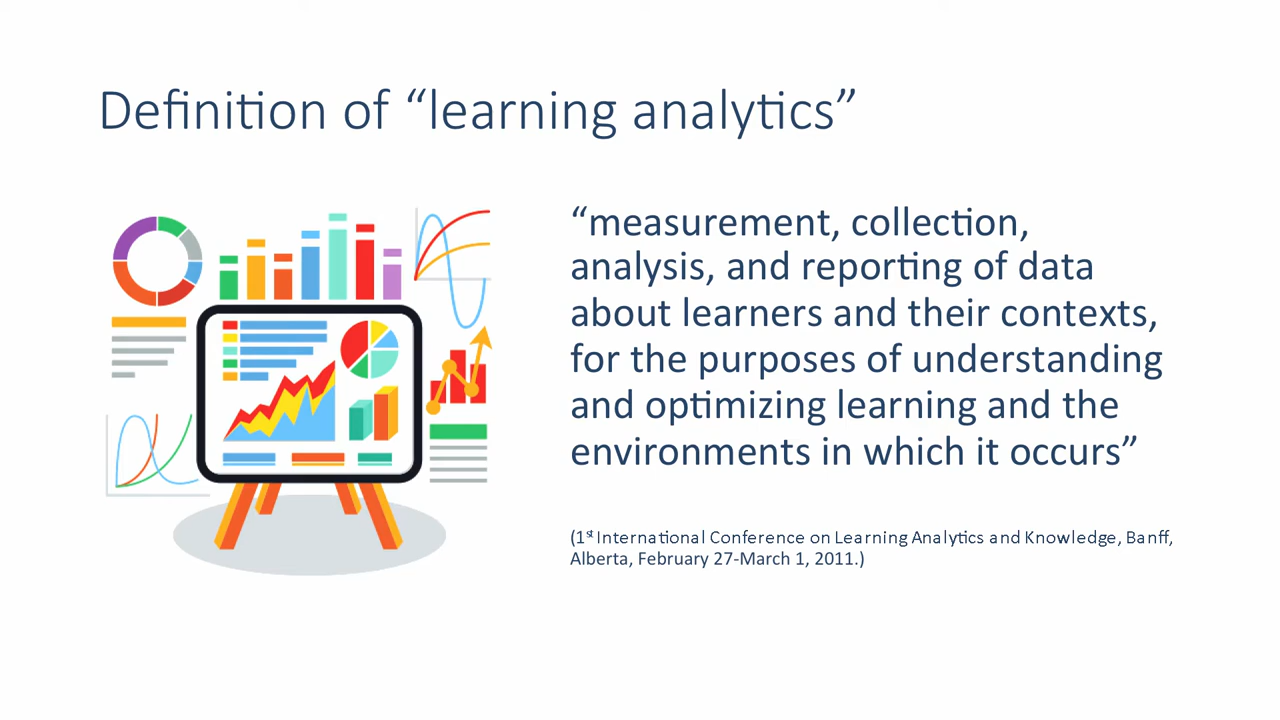 Definition of “learning analytics”
“measurement, collection,
analysis, and reporting of data
about learners and their contexts,
for the purposes of understanding
and optimizing learning and the
environments in which it occurs”
(1st International Conference on Learning Analytics and Knowledge, Banff,
Alberta, February 27-March 1, 2011.)